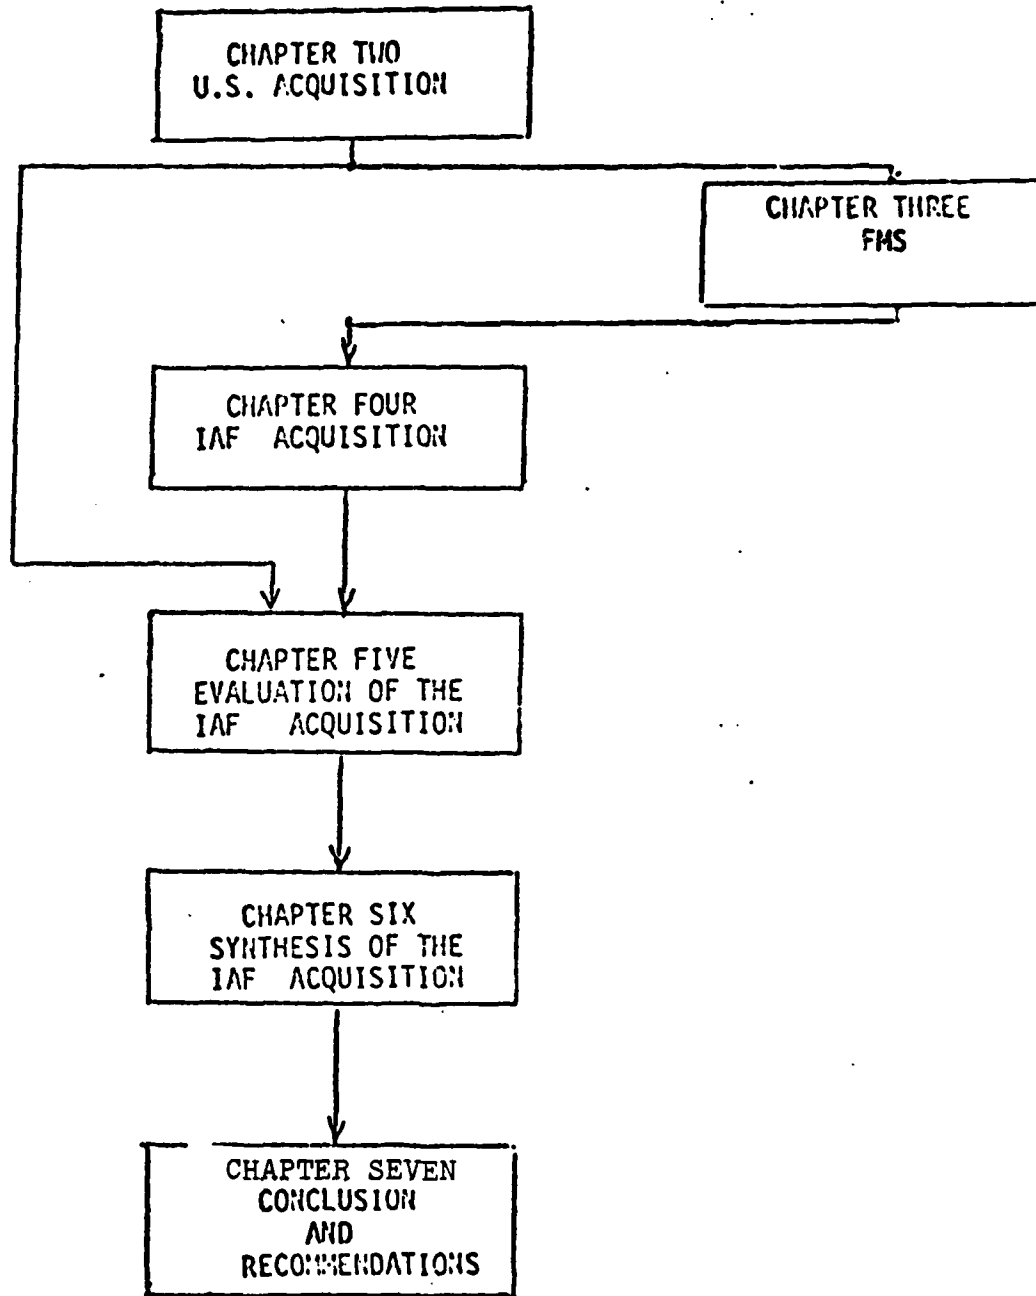 CHAPTER TWO
U.S. ACQUISITION
CHAPTER THREE
FMS
CHAPTER FOUR
IAF ACQUISITION
CHAPTER FIVE
EVALUATION OF THE
IAF ACQUISITION
CHAPTER SIX
SYNTHESIS OF THE
IAF ACQUISITION
CHAPTER SEVEN
CONCLUSION
AND
RECOMMENDATIONS